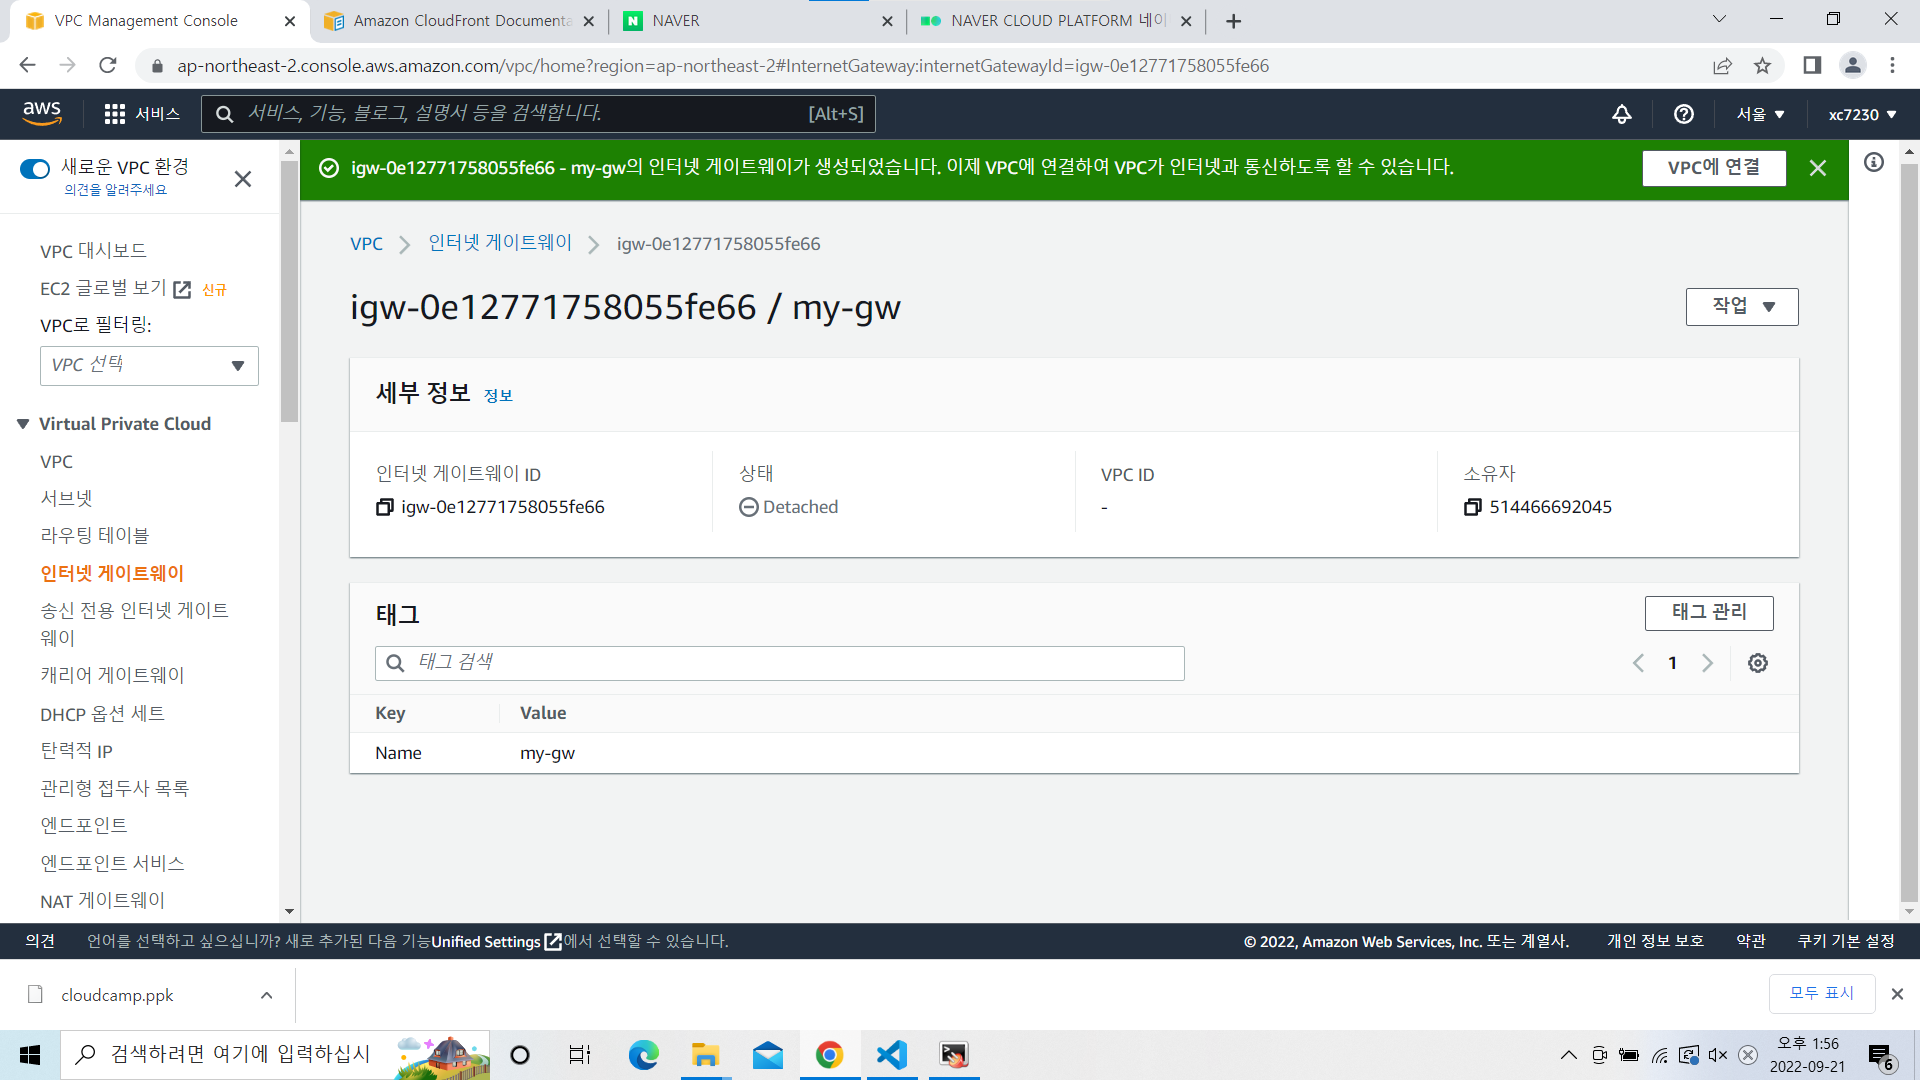 VPC Management Console
Amazon CloudFront Documenta
NAVER
NAVER CLOUD PLATFORM 네이
ap-northeast-2.console.aws.amazon.com/vpc/home?region=ap-northeast-2#InternetGateway:internetGatewayId=igw-0e12771758055fe66
aws
서비스
서비스, 기능, 블로그, 설명서 등을 검색합니다.
[Alt+S]
서울
xc7230
새로운 VPC 환경
의견을 알려주세요
VPC 대시보드
EC2 글로벌 보기 신규
VPC로 필터링:
VPC 선택
Virtual Private Cloud
VPC
서브넷
라우팅 테이블
인터넷 게이트웨이
송신 전용 인터넷 게이트
웨이
캐리어 게이트웨이
DHCP 옵션 세트
탄력적 IP
관리형 접두사 목록
엔드포인트
엔드포인트 서비스
NAT 게이트웨이
igw-0e12771758055fe66 - my-gw의 인터넷 게이트웨이가 생성되었습니다. 이제 VPC에 연결하여 VPC가 인터넷과 통신하도록 할 수 있습니다.
VPC에 연결
VPC
인터넷 게이트웨이
igw-0e12771758055fe66
igw-0e12771758055fe66 / my-gw
작업
세부 정보 정보
인터넷 게이트웨이 ID
igw-0e12771758055fe66
상태
Detached
VPC ID
-
소유자
514466692045
태그
태그 관리
태그 검색
1
Key Value
Name my-gw
의견
언어를 선택하고 싶으십니까? 새로 추가된 다음 기능Unified Settings에서 선택할 수 있습니다.
© 2022, Amazon Web Services, Inc. 또는 계열사.
개인 정보 보호
약관
쿠키 기본 설정
cloudcamp.ppk
모두 표시
검색하려면 여기에 입력하십시
오후 1:56
2022-09-21
6